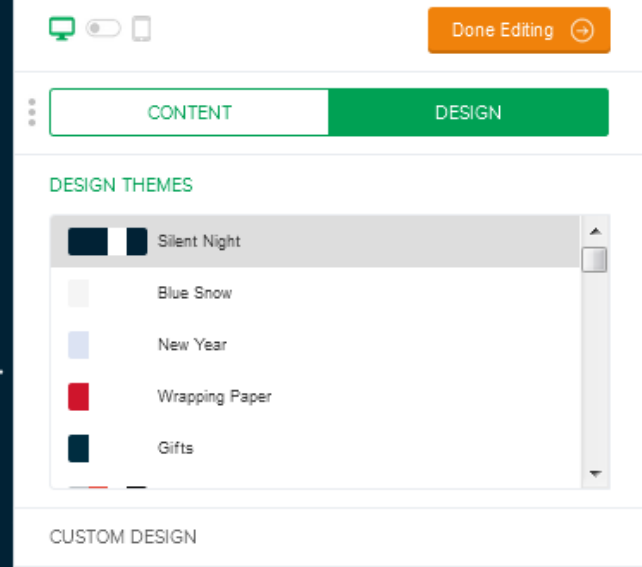 Done Editing
CONTENT
DESIGN
DESIGN THEMES
Silent Night
Blue Snow
New Year
Wrapping Paper
Gifts
CUSTOM DESIGN